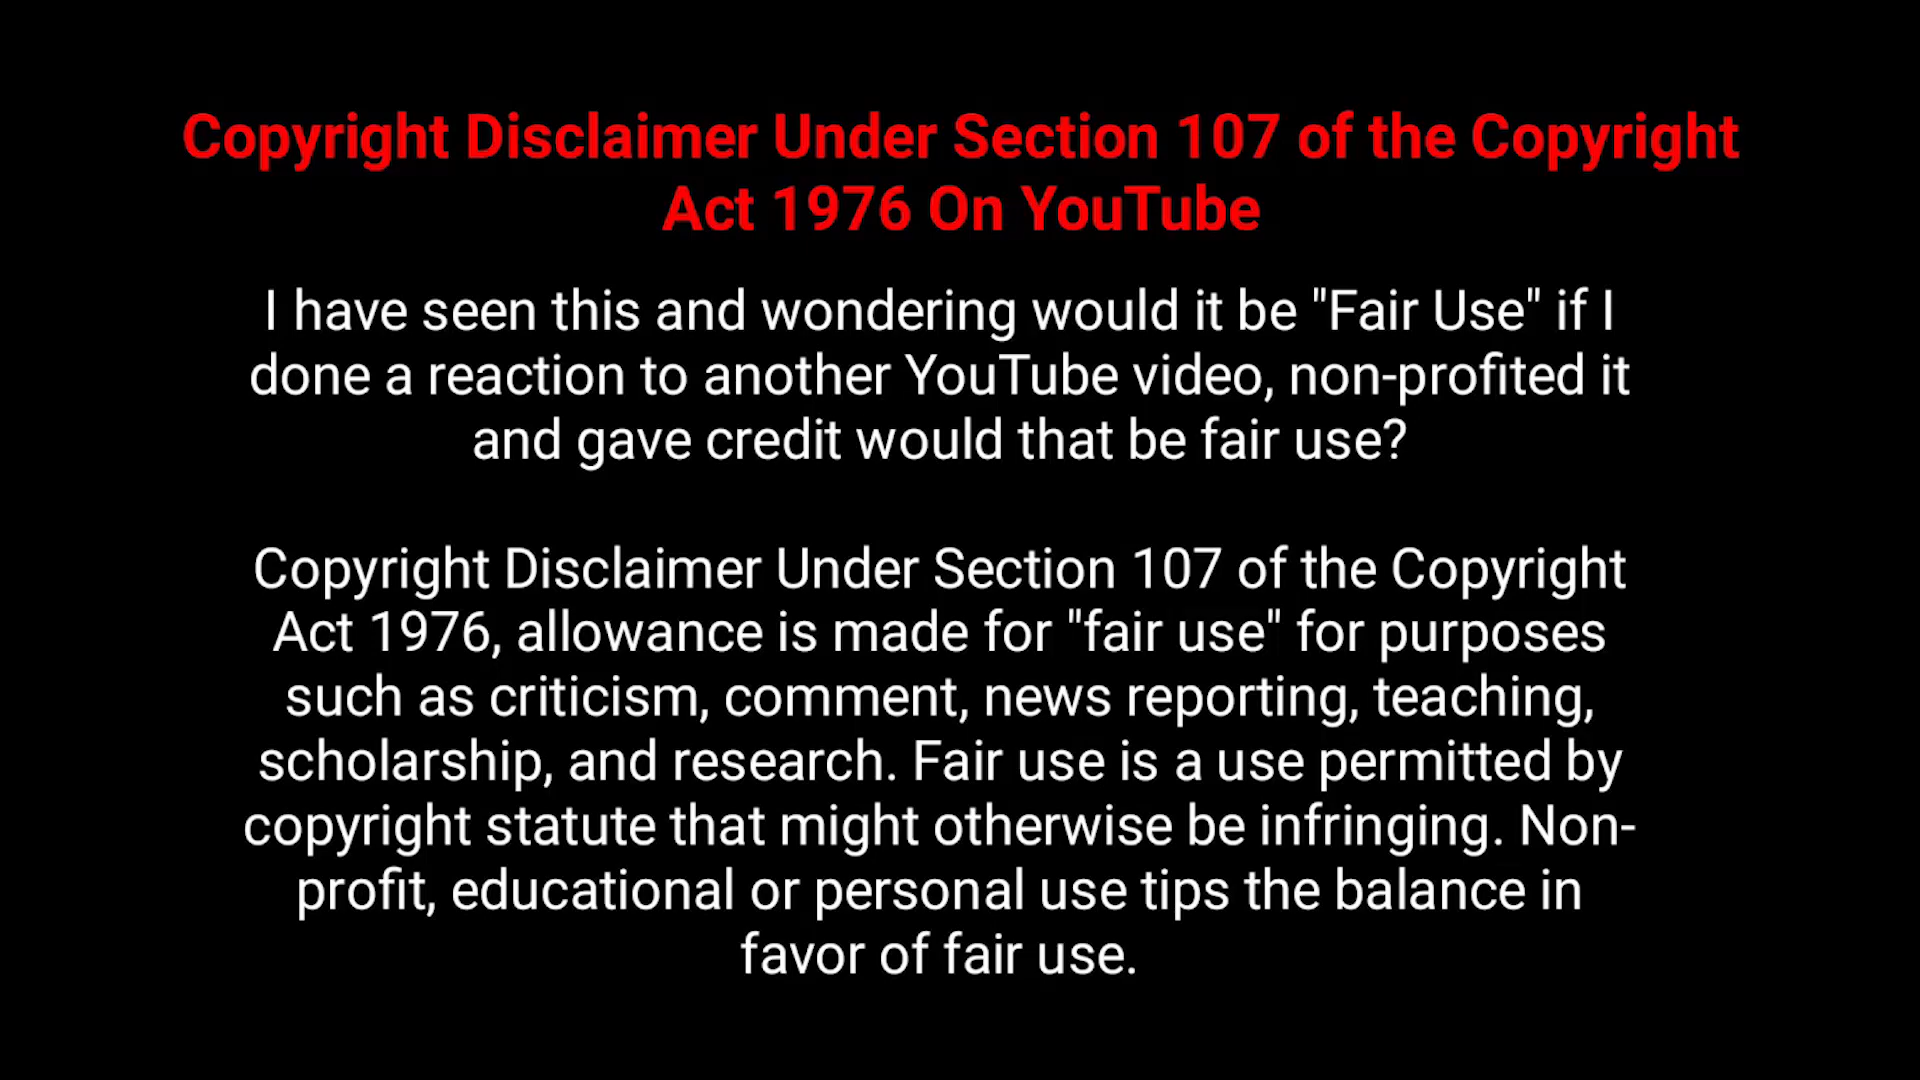 Copyright Disclaimer Under Section 107 of the Copyright
Act 1976 On YouTube
I have seen this and wondering would it be "Fair Use" if I
done a reaction to another YouTube video, non-profited it
and gave credit would that be fair use?
Copyright Disclaimer Under Section 107 of the Copyright
Act 1976, allowance is made for "fair use" for purposes
such as criticism, comment, news reporting, teaching,
scholarship, and research. Fair use is a use permitted by
copyright statute that might otherwise be infringing. Non-
profit, educational or personal use tips the balance in
favor of fair use.